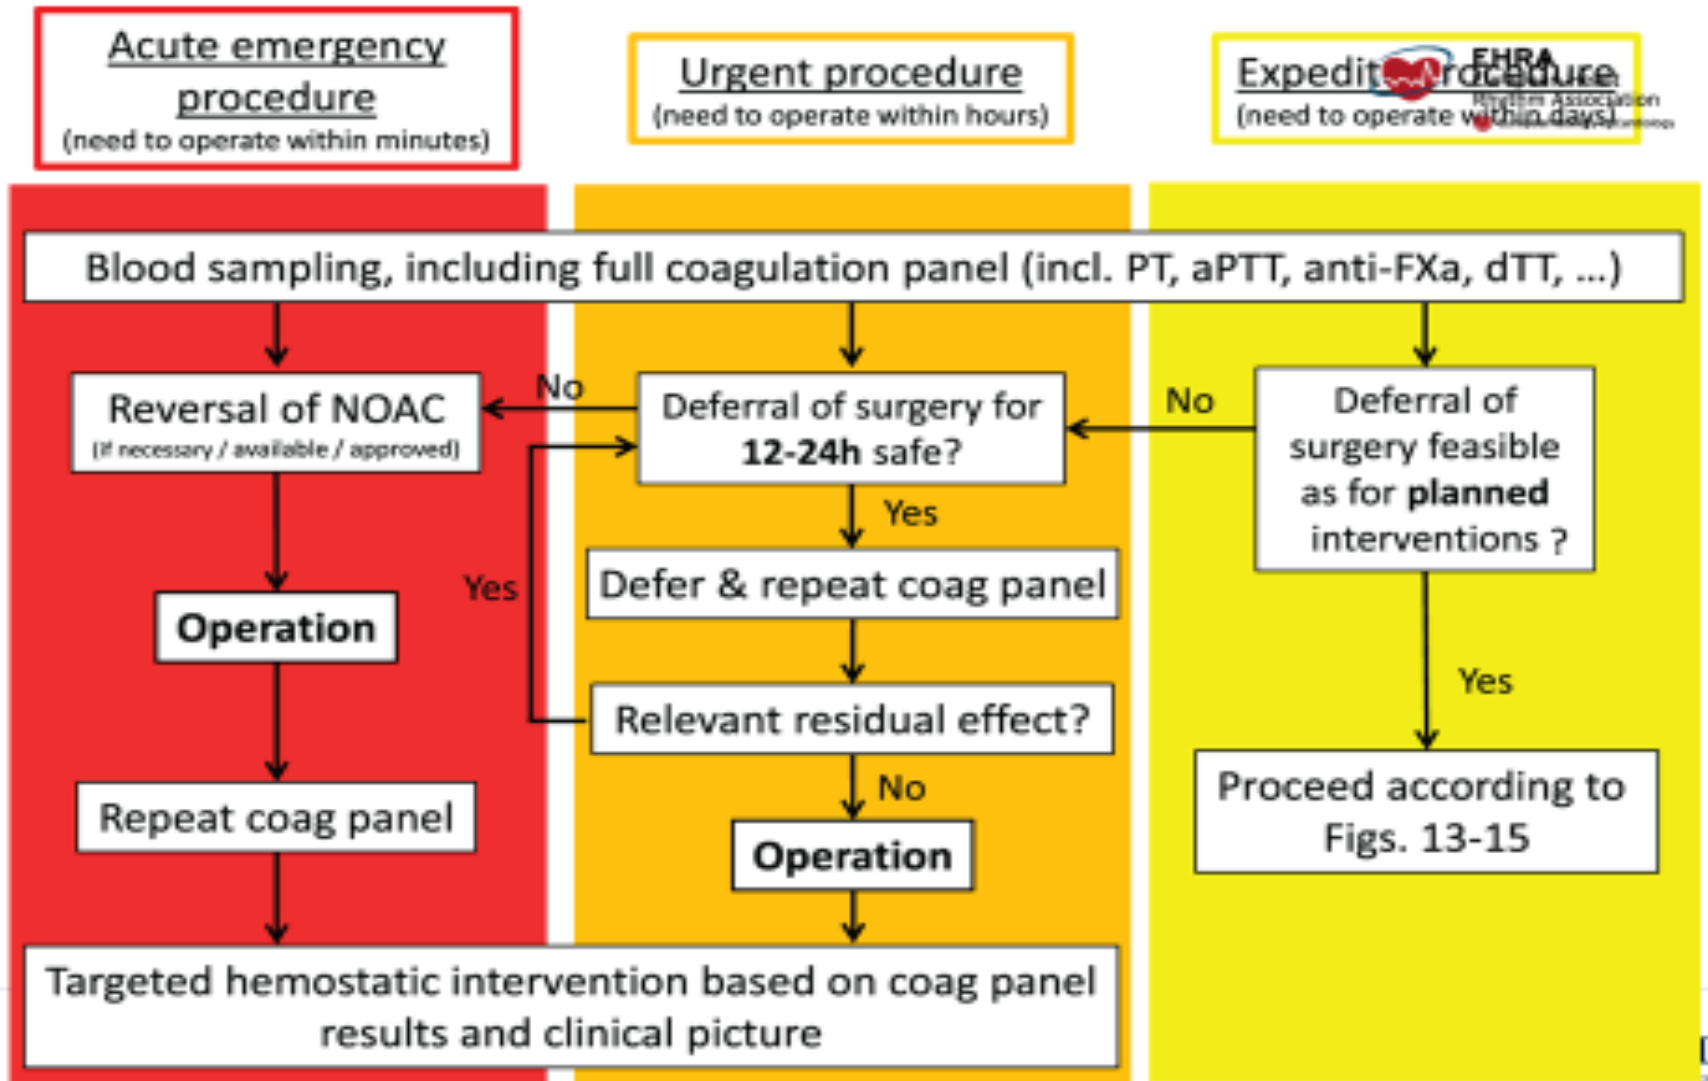 Acute emergency
procedure
(need to operate within minutes)
Urgent procedure
(need to operate within hours)
(need to operate within days)
EHRA
Rhythm Association
Blood sampling, including full coagulation panel (incl. PT, aPTT, anti-FXa, dTT, ...)
Reversal of NOAC
(if necessary / available / approved)
No
Deferral of surgery for
12-24h safe?
No
Deferral of
surgery feasible
as for planned
interventions ?
Yes
Defer & repeat coag panel
Yes
Operation
Yes
Relevant residual effect?
No
Repeat coag panel
Operation
Proceed according to
Figs. 13-15
Targeted hemostatic intervention based on coag panel
results and clinical picture